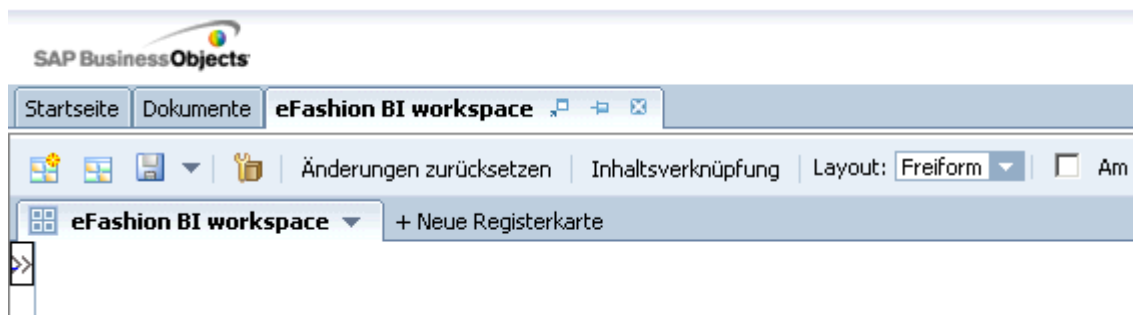 SAP BusinessObjects
Startseite Dokumente eFashion BI workspace
Änderungen zurücksetzen Inhaltsverknüpfung Layout: Freiform Am
eFashion BI workspace + Neue Registerkarte
>>